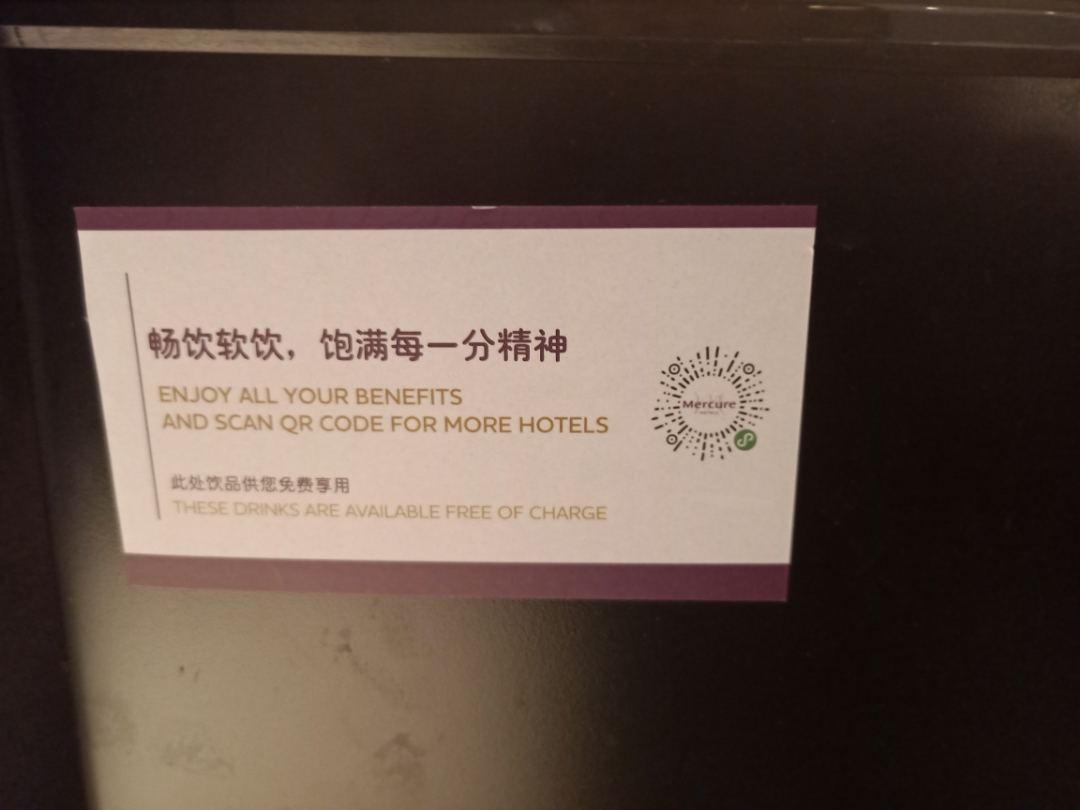 畅饮软饮，饱满每一分精神
ENJOY ALL YOUR BENEFITS
AND SCAN QR CODE FOR MORE HOTELS
Mercure
此处饮品供您免费享用
THESE DRINKS ARE AVAILABLE FREE OF CHARGE